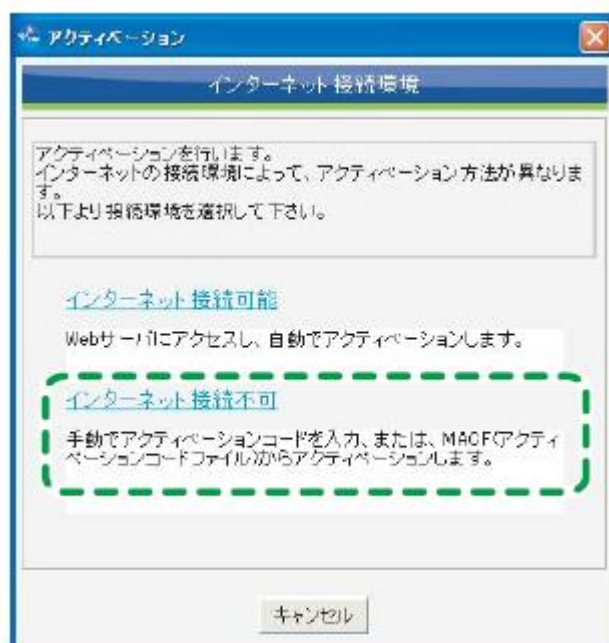 アクティベーション
インターネット接続環境
アクティベーションを行います。
インターネットの接続環境によって、アクティベーション方法が異なりま
す。
以下より接続環境を選択して下さい。
インターネット接続可能
Webサーバにアクセスし、自動でアクティベーションします。
インターネット接続不可
手動でアクティベーションコードを入力、または、MACF(アクティ
ベーションコードファイル)からアクティベーションします。
キャンセル